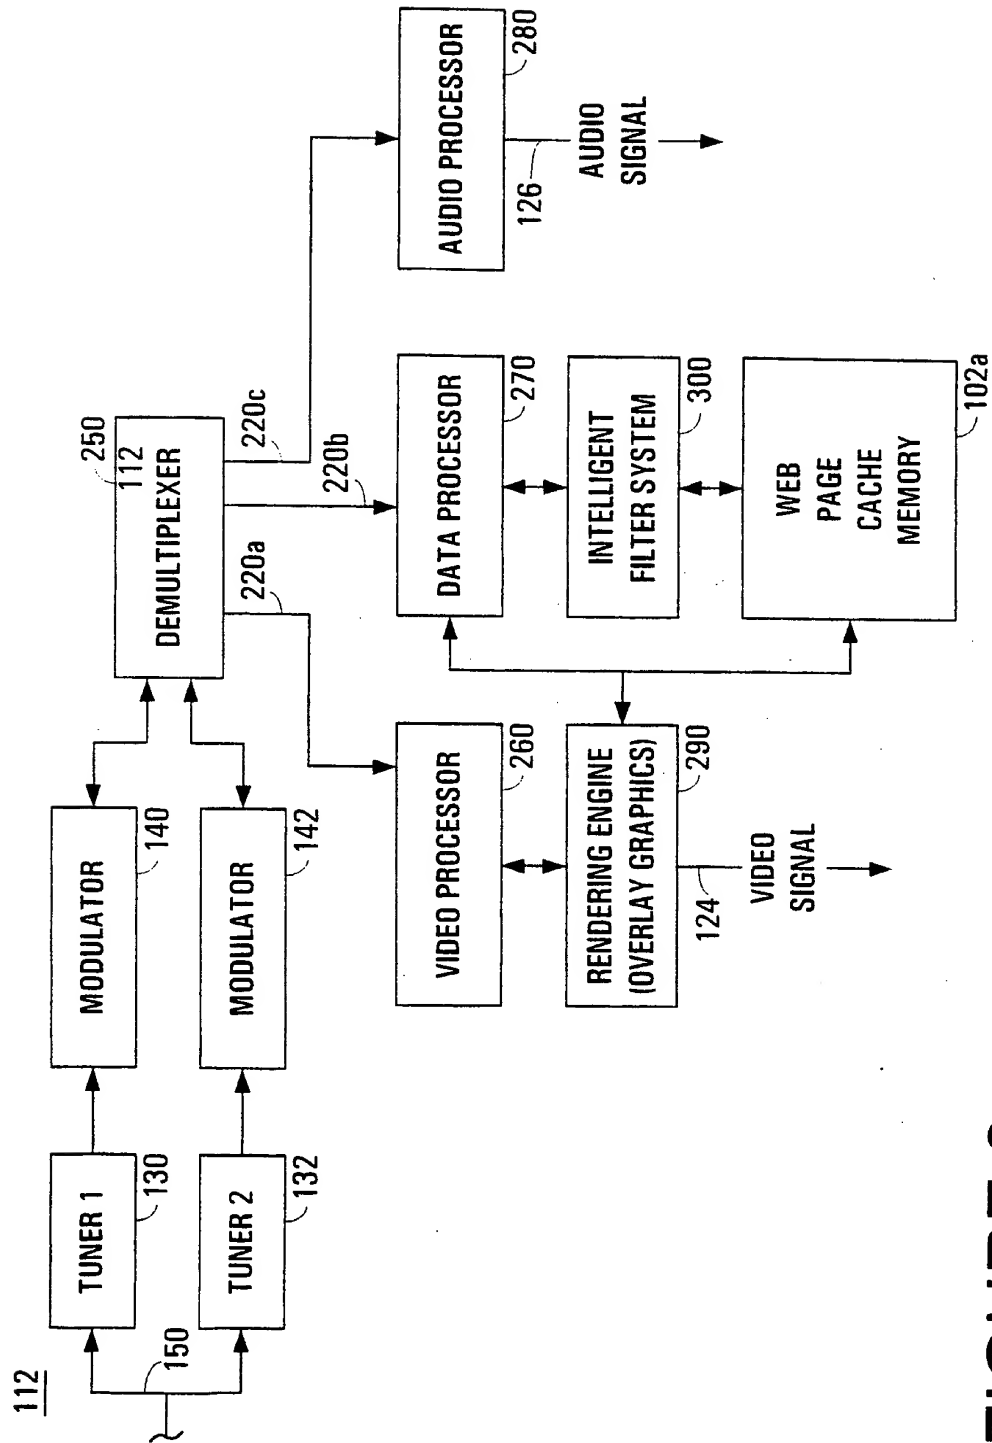 112
150
TUNER 1
130
TUNER 2
132
MODULATOR
140
MODULATOR
142
250
112
DEMULTIPLEXER
220a
220b
220c
VIDEO PROCESSOR
260
RENDERING ENGINE
(OVERLAY GRAPHICS)
290
124
VIDEO
SIGNAL
DATA PROCESSOR
270
INTELLIGENT
FILTER SYSTEM
300
WEB
PAGE
CACHE
MEMORY
102a
AUDIO PROCESSOR
280
126
AUDIO
SIGNAL